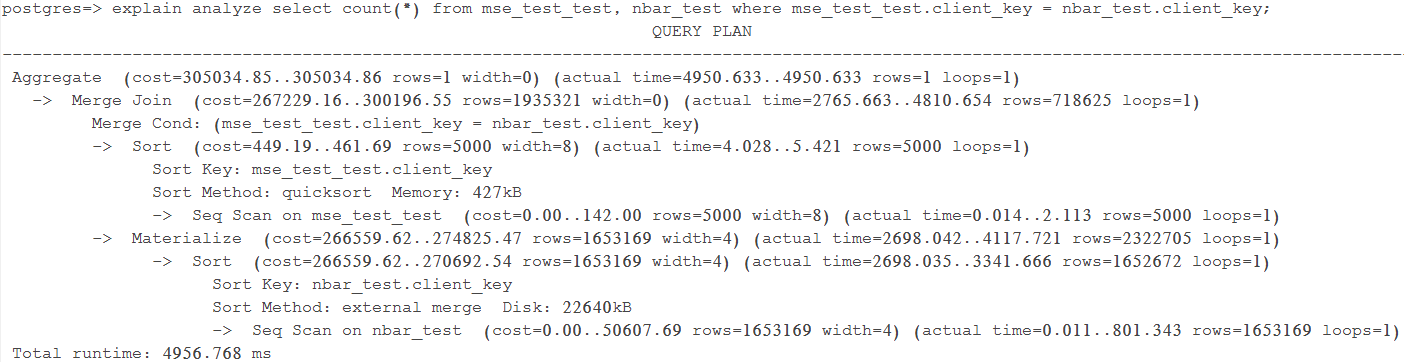 postgres=> explain analyze select count(*) from mse_test_test, nbar_test where mse_test_test.client_key = nbar_test.client_key;
QUERY PLAN
--------------------------------------------------------------------------------------------------------------------------------------------
Aggregate (cost=305034.85..305034.86 rows=1 width=0) (actual time=4950.633..4950.633 rows=1 loops=1)
-> Merge Join (cost=267229.16..300196.55 rows=1935321 width=0) (actual time=2765.663..4810.654 rows=718625 loops=1)
Merge Cond: (mse_test_test.client_key = nbar_test.client_key)
-> Sort (cost=449.19..461.69 rows=5000 width=8) (actual time=4.028..5.421 rows=5000 loops=1)
Sort Key: mse_test_test.client_key
Sort Method: quicksort Memory: 427kB
-> Seq Scan on mse_test_test (cost=0.00..142.00 rows=5000 width=8) (actual time=0.014..2.113 rows=5000 loops=1)
-> Materialize (cost=266559.62..274825.47 rows=1653169 width=4) (actual time=2698.042..4117.721 rows=2322705 loops=1)
-> Sort (cost=266559.62..270692.54 rows=1653169 width=4) (actual time=2698.035..3341.666 rows=1652672 loops=1)
Sort Key: nbar_test.client_key
Sort Method: external merge Disk: 22640kB
-> Seq Scan on nbar_test (cost=0.00..50607.69 rows=1653169 width=4) (actual time=0.011..801.343 rows=1653169 loops=1)
Total runtime: 4956.768 ms